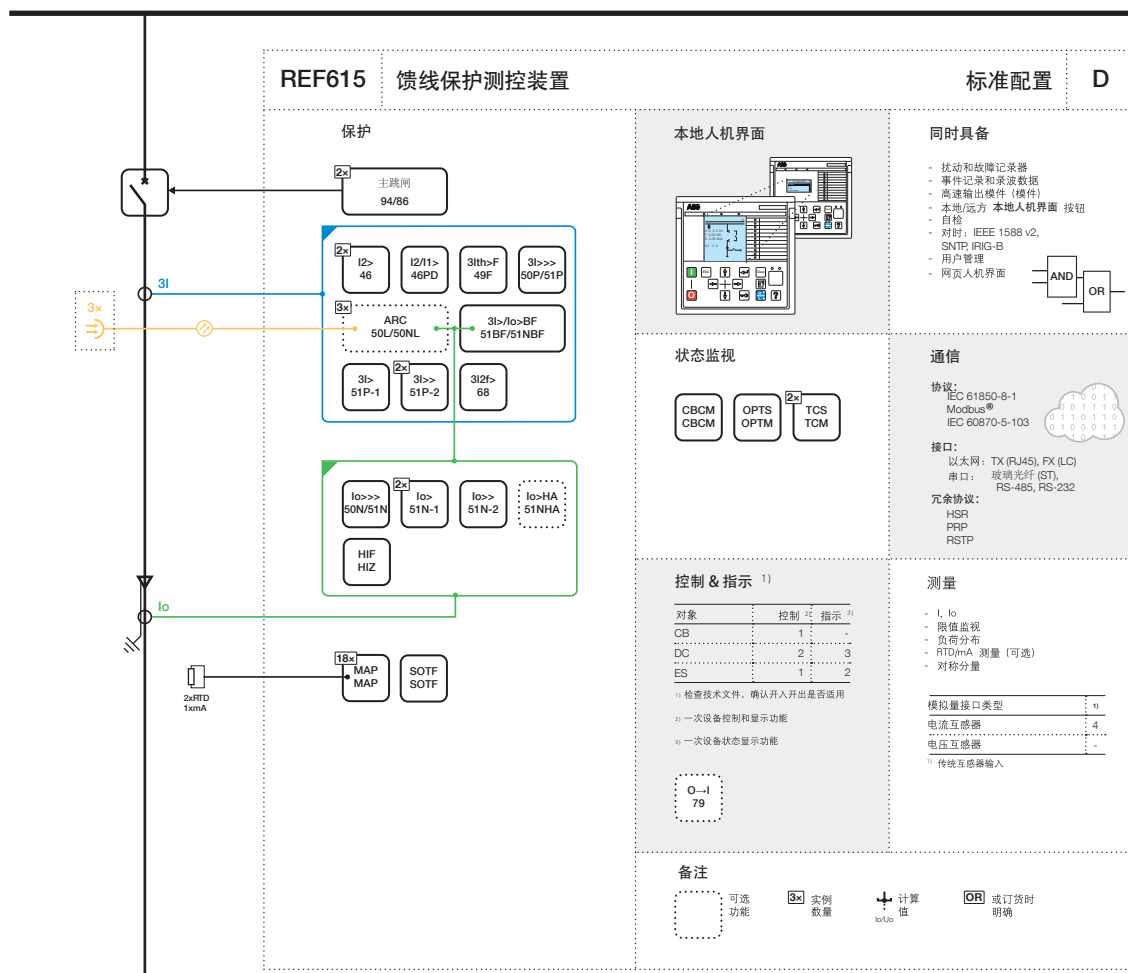 REF615
馈线保护测控装置
标准配置
D
保护
2×
主跳闸
94/86
3I
3×
2×
I2>
46
I2/I1>
46PD
3Ith>F
49F
3I>>>
50P/51P
3×
ARC
50L/50NL
3I>/Io>BF
51BF/51NBF
3I>
51P-1
2×
3I>>
51P-2
3I2f>
68
Io>>>
50N/51N
2×
Io>
51N-1
Io>>
51N-2
Io>HA
51NHA
HIF
HIZ
Io
2xRTD
1xmA
18×
MAP
MAP
SOTF
SOTF
本地人机界面
ABB
ABB
同时具备
- 扰动和故障记录器
- 事件记录和录波数据
- 高速输出模件 (模件)
- 本地/远方 本地人机界面 按钮
- 自检
- 对时: IEEE 1588 v2,
SNTP, IRIG-B
- 用户管理
- 网页人机界面
AND
OR
状态监视
CBCM
CBCM
OPTS
OPTM
2×
TCS
TCM
通信
协议:
IEC 61850-8-1
Modbus®
IEC 60870-5-103
接口:
以太网: TX (RJ45), FX (LC)
串口: 玻璃光纤 (ST),
RS-485, RS-232
冗余协议:
HSR
PRP
RSTP
控制 & 指示 1)
对象 控制 2) 指示 3)
CB 1 -
DC 2 3
ES 1 2
1) 检查技术文件, 确认开入开出是否适用
2) 一次设备控制和显示功能
3) 一次设备状态显示功能
O→I
79
测量
- I, Io
- 限值监视
- 负荷分布
- RTD/mA 测量 (可选)
- 对称分量
模拟量接口类型 1)
电流互感器 4
电压互感器 -
1) 传统互感器输入
备注
可选
功能
3×
实例
数量
Io/Uo
计算
值
OR
或订货时
明确